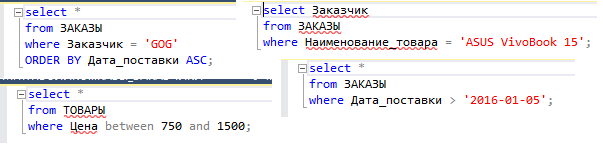 select *
from ЗАКАЗЫ
where Заказчик = 'GOG'
ORDER BY Дата_поставки ASC;
select Заказчик
from ЗАКАЗЫ
where Наименование_товара = 'ASUS VivoBook 15';
select *
from ТОВАРЫ
where Цена between 750 and 1500;
select *
from ЗАКАЗЫ
where Дата_поставки > '2016-01-05';